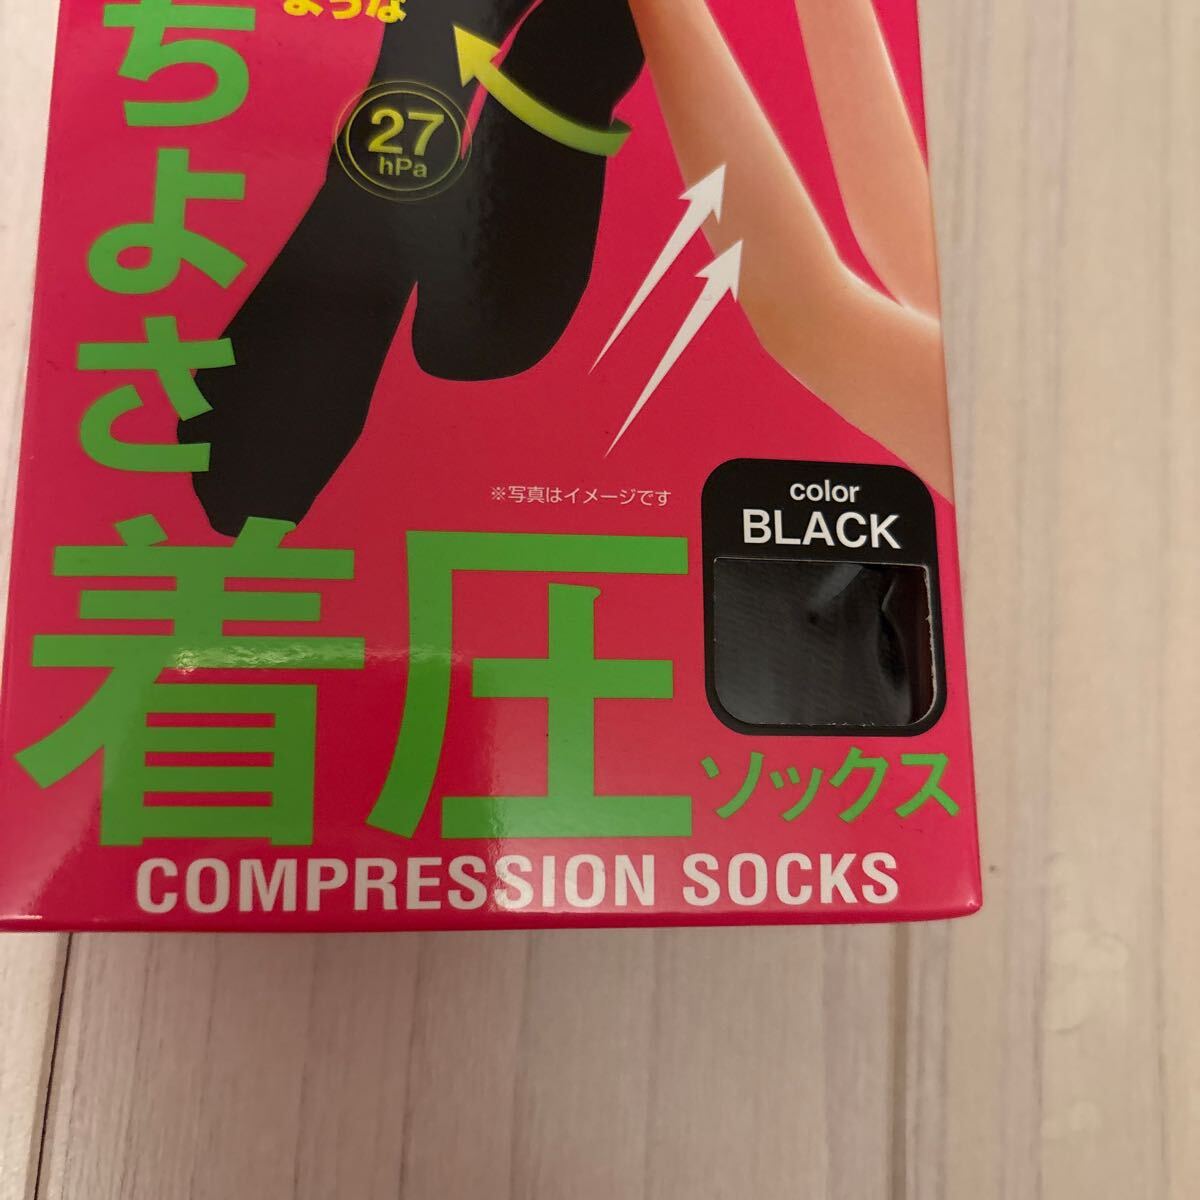 ような
ちよさ
27
hPa
※写真はイメージです
color
BLACK
着圧
ソックス
COMPRESSION SOCKS